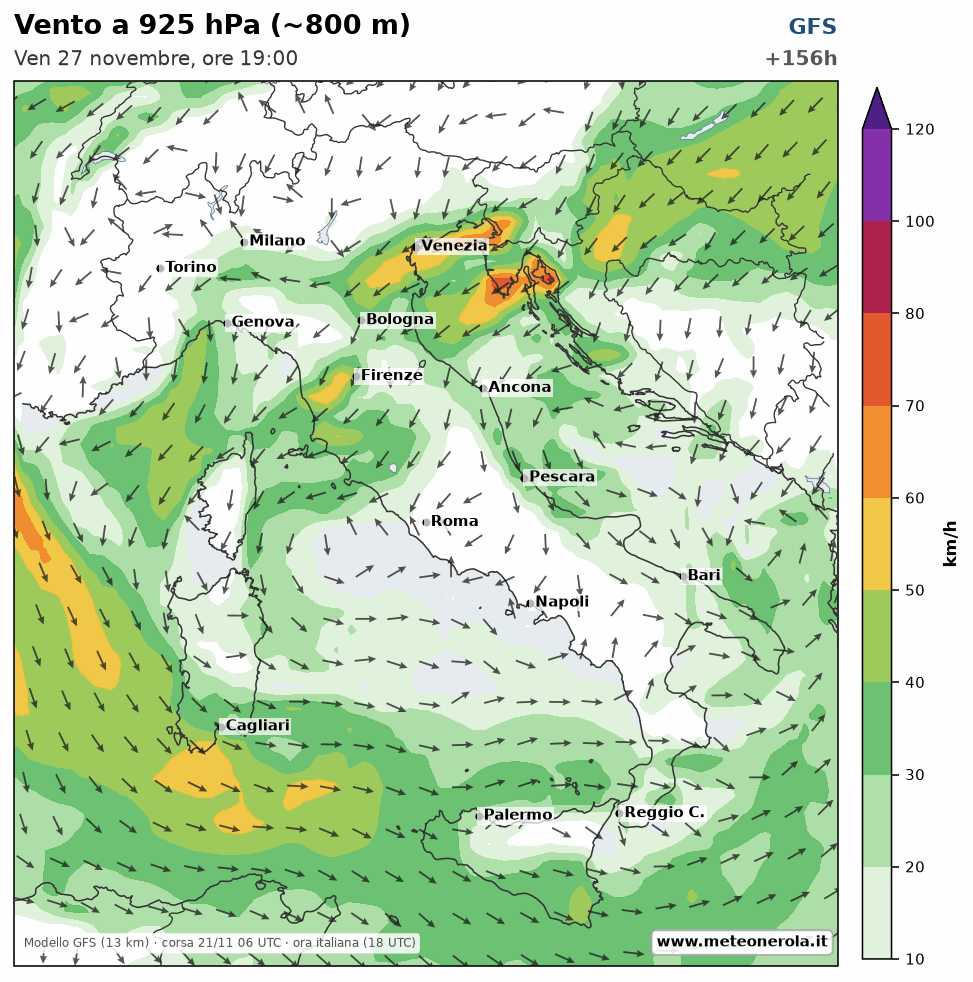 Vento a 925 hPa (~800 m)
GFS
Ven 27 novembre, ore 19:00
+156h
120
100
80
70
60
50
40
30
20
10
km/h
Milano
Venezia
Torino
Genova
Bologna
Firenze
Ancona
Pescara
Roma
Bari
Napoli
Cagliari
Palermo
Reggio C.
Modello GFS (13 km) · corsa 21/11 06 UTC · ora italiana (18 UTC)
www.meteonerola.it